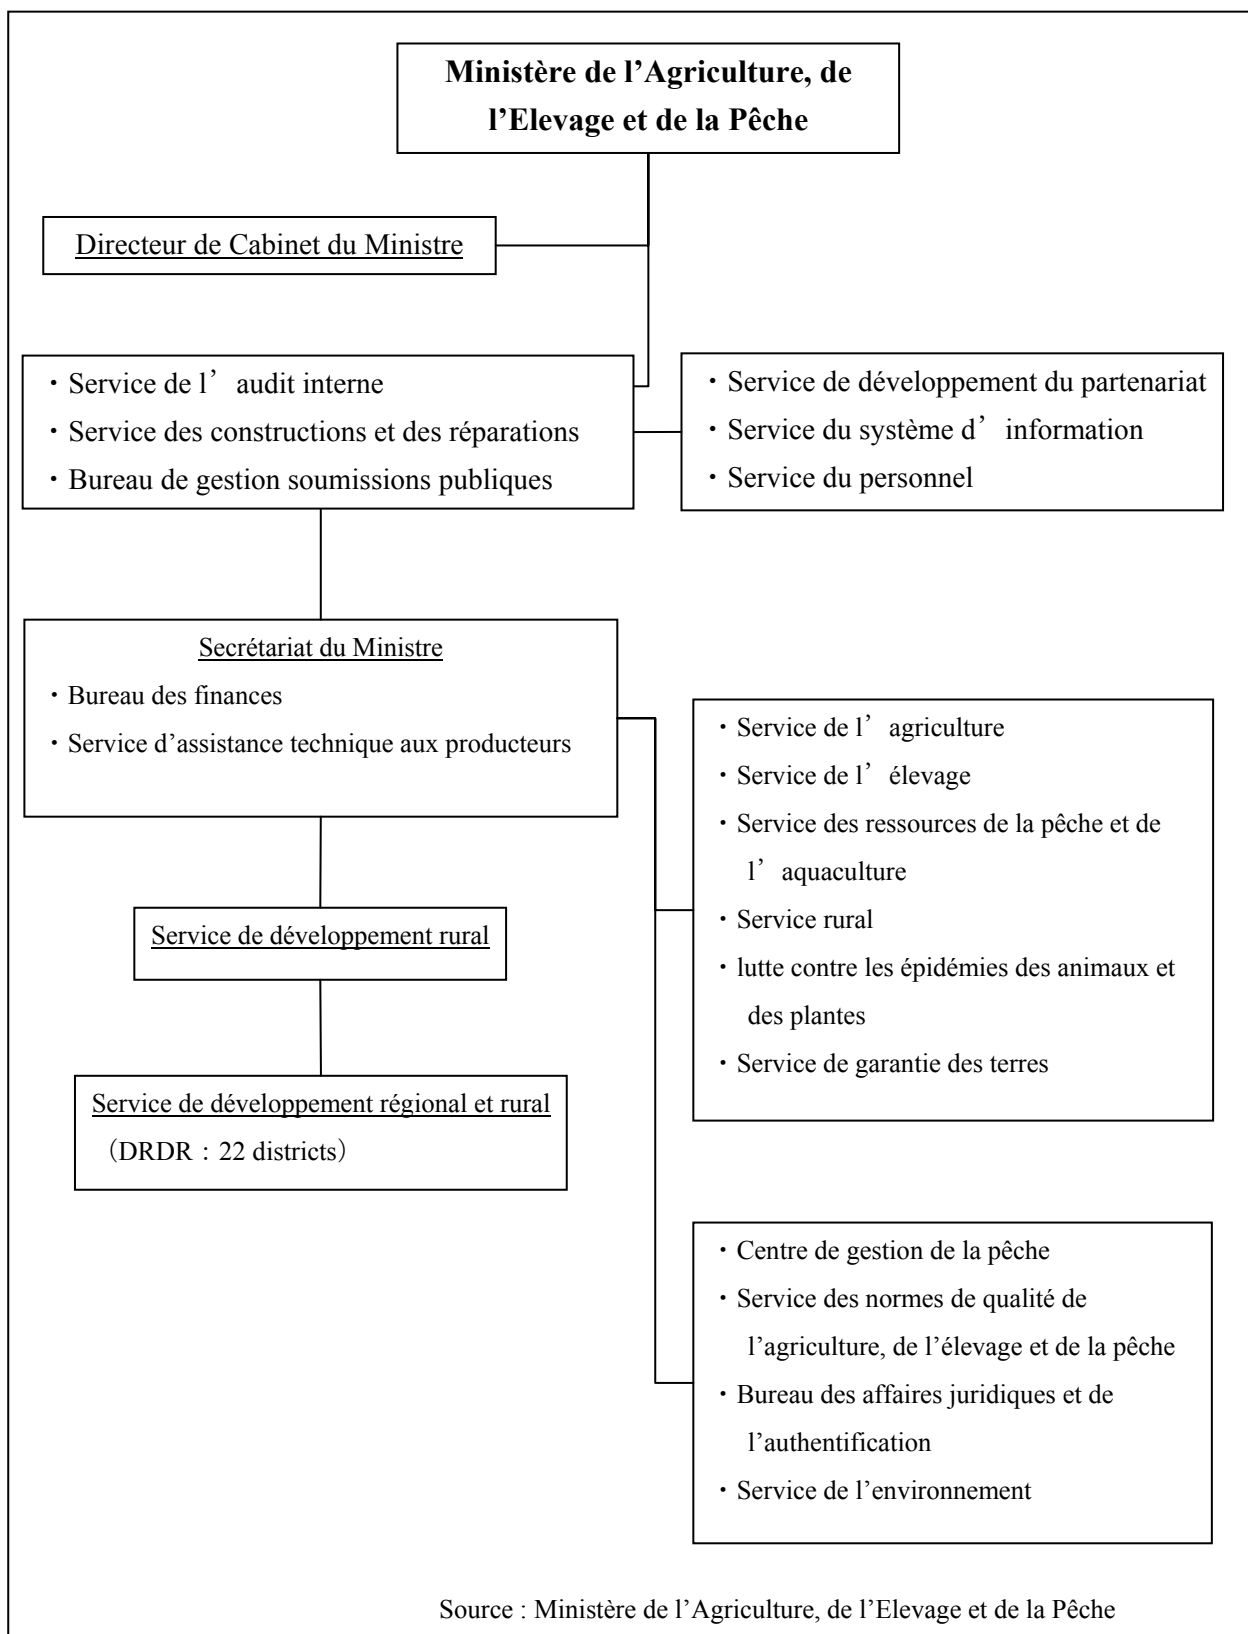 Ministère de l’Agriculture, de
l’Elevage et de la Pêche
Directeur de Cabinet du Ministre
・Service de l’audit interne
・Service des constructions et des réparations
・Bureau de gestion soumissions publiques
・Service de développement du partenariat
・Service du système d’information
・Service du personnel
Secrétariat du Ministre
・Bureau des finances
・Service d’assistance technique aux producteurs
・Service de l’agriculture
・Service de l’élevage
・Service des ressources de la pêche et de
l’aquaculture
・Service rural
・lutte contre les épidémies des animaux et
des plantes
・Service de garantie des terres
Service de développement rural
Service de développement régional et rural
（DRDR : 22 districts）
・Centre de gestion de la pêche
・Service des normes de qualité de
l’agriculture, de l’élevage et de la pêche
・Bureau des affaires juridiques et de
l’authentification
・Service de l’environnement
Source : Ministère de l’Agriculture, de l’Elevage et de la Pêche